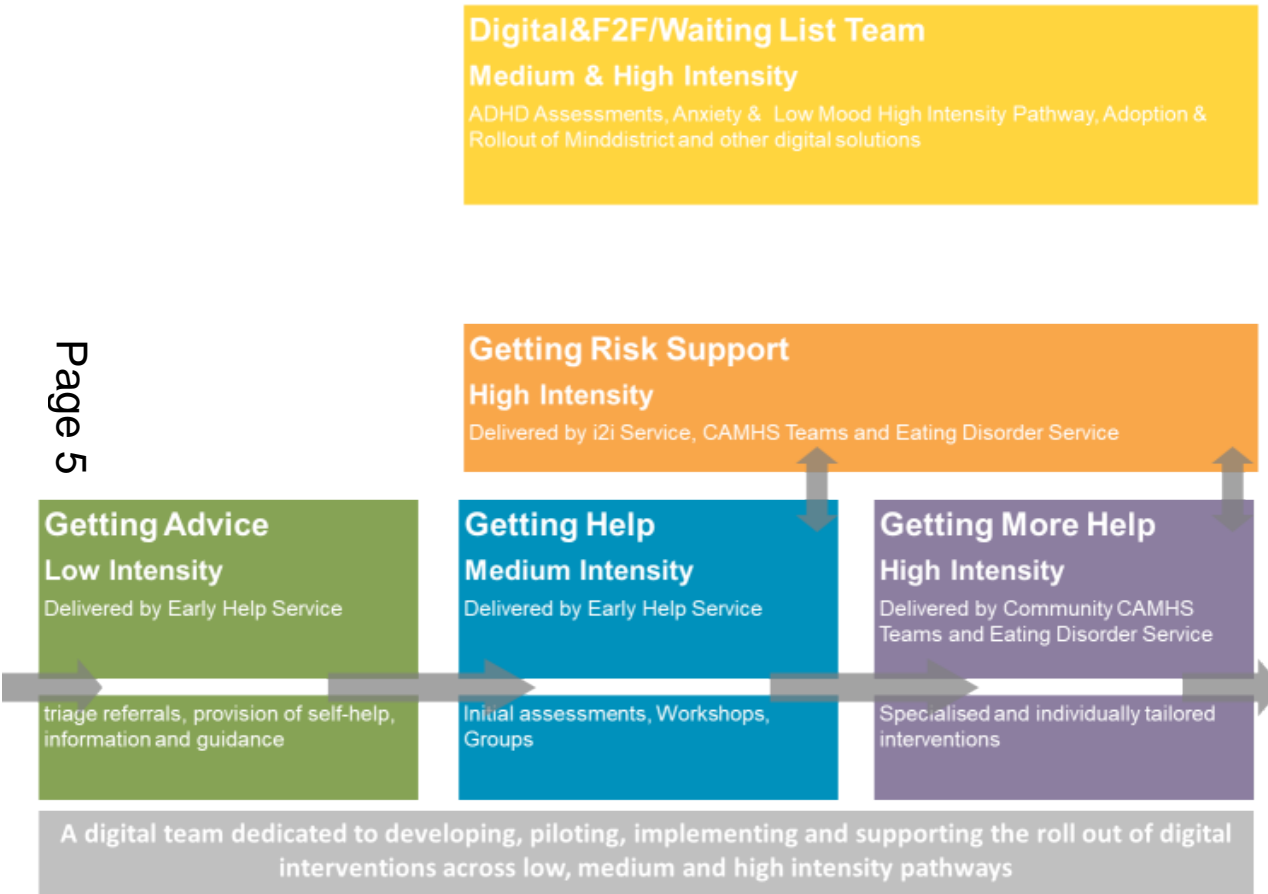 Digital&F2F/Waiting List Team
Medium & High Intensity
ADHD Assessments, Anxiety & Low Mood High Intensity Pathway, Adoption &
Rollout of Minddistrict and other digital solutions
Page 5
Getting Risk Support
High Intensity
Delivered by i2i Service, CAMHS Teams and Eating Disorder Service
Getting Advice
Low Intensity
Delivered by Early Help Service
triage referrals, provision of self-help,
information and guidance
Getting Help
Medium Intensity
Delivered by Early Help Service
Initial assessments, Workshops,
Groups
Getting More Help
High Intensity
Delivered by Community CAMHS
Teams and Eating Disorder Service
Specialised and individually tailored
interventions
A digital team dedicated to developing, piloting, implementing and supporting the roll out of digital
interventions across low, medium and high intensity pathways